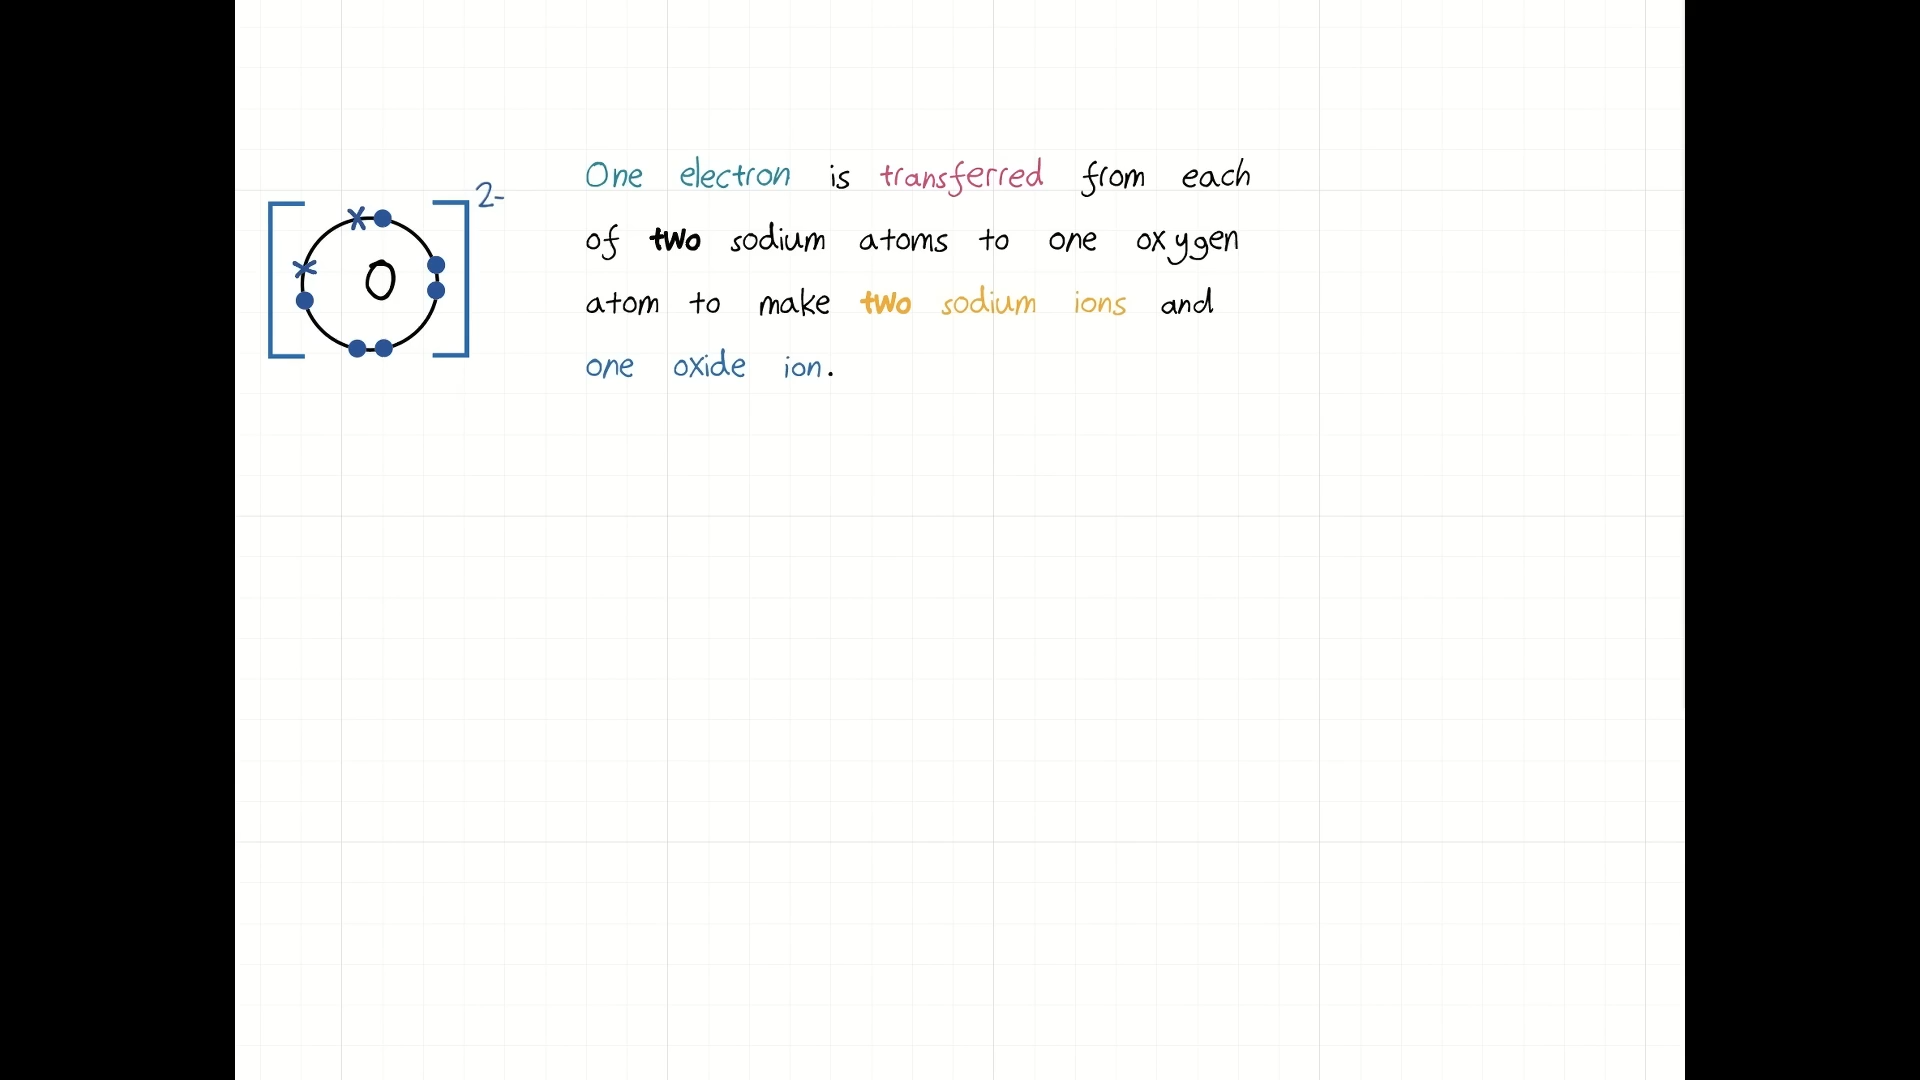 2-
O
One electron is transferred from each
of two sodium atoms to one oxygen
atom to make two sodium ions and
one oxide ion.